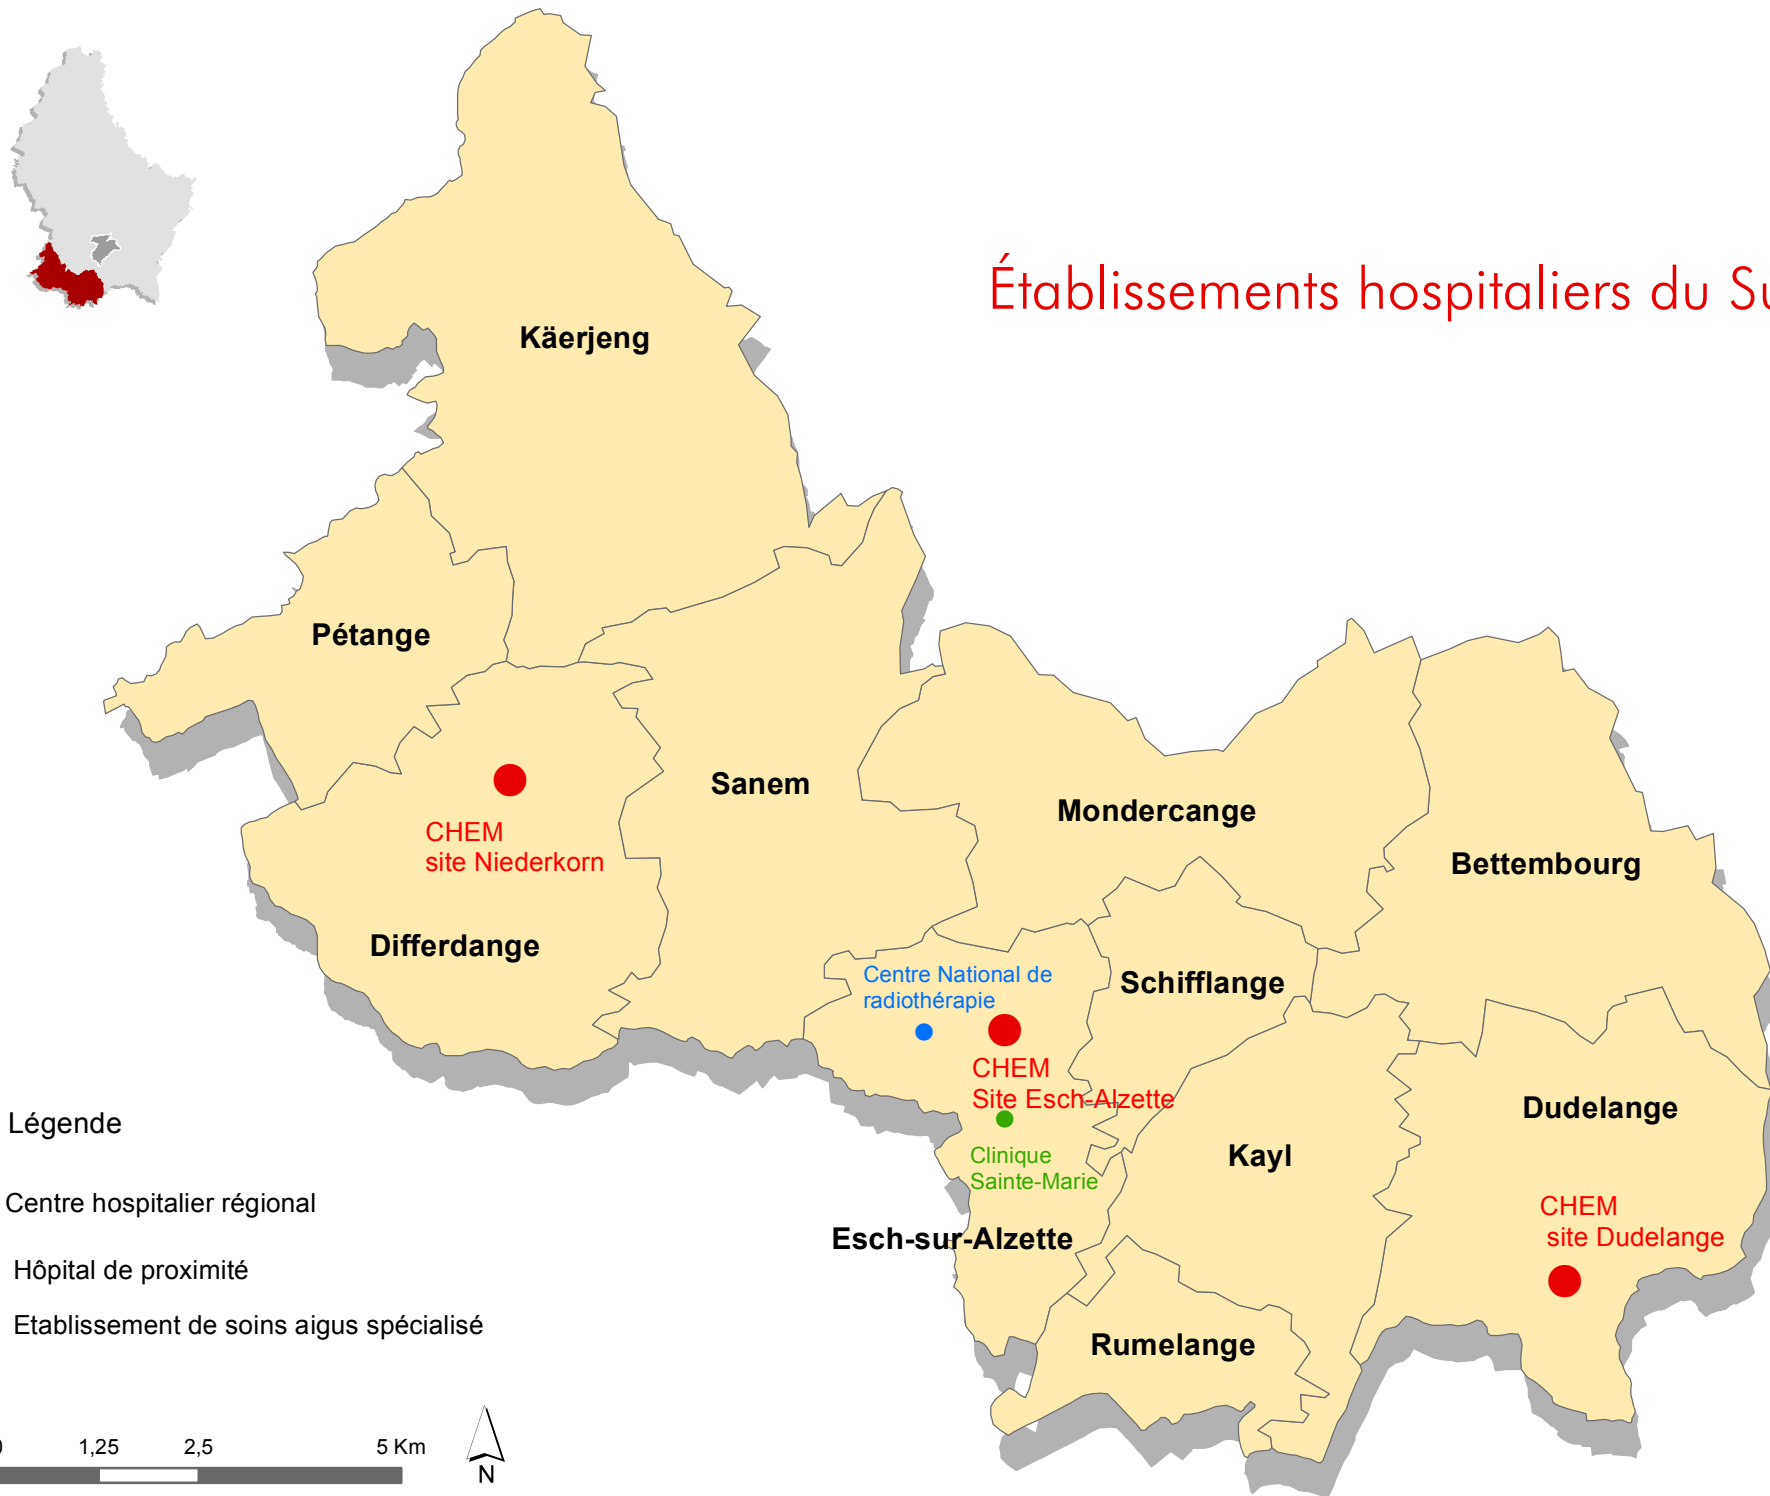 Établissements hospitaliers du Su
Käerjeng
Pétange
Sanem
Mondercange
Bettembourg
CHEM
site Niederkorn
Differdange
Centre National de
radiothérapie
Schifflange
CHEM
Site Esch-Alzette
Clinique
Sainte-Marie
Kayl
Dudelange
CHEM
site Dudelange
Esch-sur-Alzette
Rumelange
Légende
Centre hospitalier régional
Hôpital de proximité
Etablissement de soins aigus spécialisé
0 1,25 2,5 5 Km
N